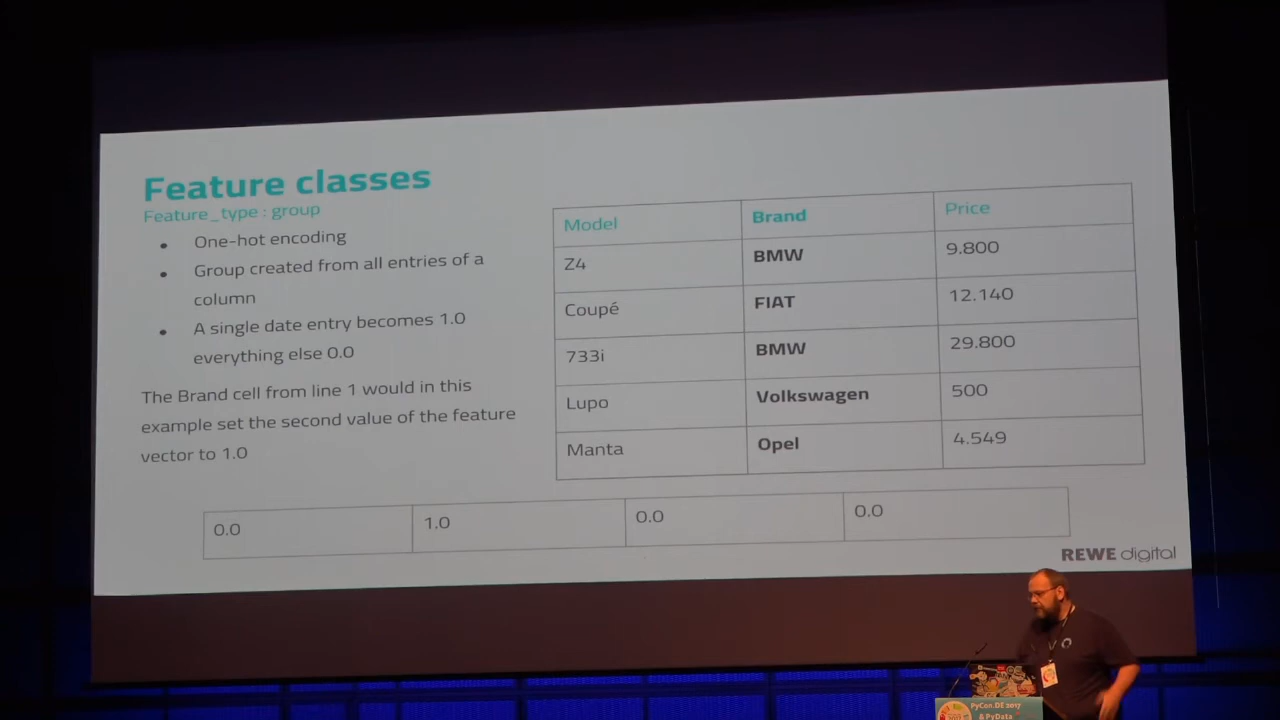 Feature classes
Feature_type : group
One-hot encoding
Group created from all entries of a
column
A single date entry becomes 1.0
everything else 0.0
The Brand cell from line 1 would in this
example set the second value of the feature
vector to 1.0
Model Brand Price
Z4 BMW 9.800
Coupé FIAT 12.140
733i BMW 29.800
Lupo Volkswagen 500
Manta Opel 4.549
0.0 1.0 0.0 0.0
REWE digital
PyCon.DE 2017
& PyData